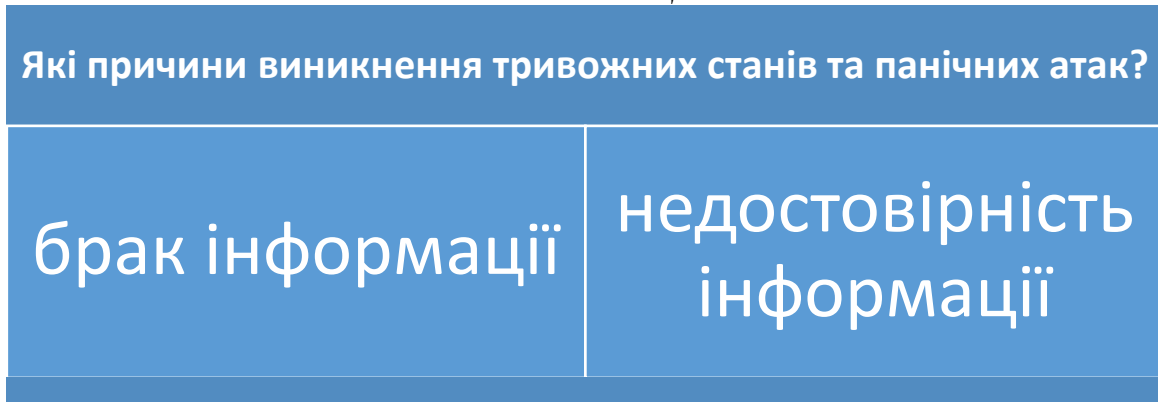 Які причини виникнення тривожних станів та панічних атак?
брак інформації
недостовірність
інформації